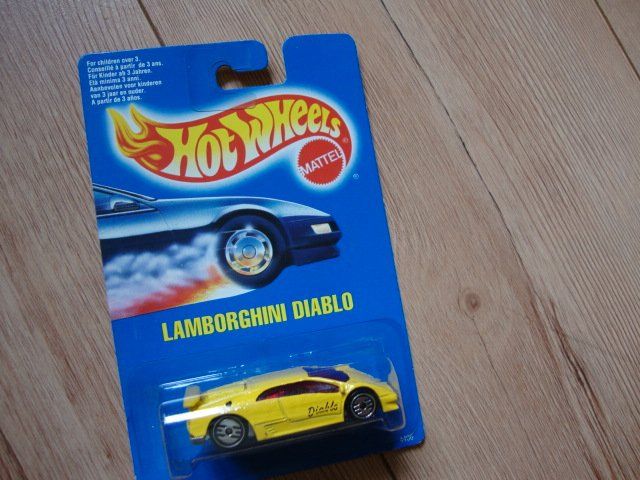 For children over 3.
Conseillé à partir de 3 ans.
Für Kinder ab 3 Jahren.
Età minima 3 anni.
Aanbevolen voor kinderen
van 3 jaar en ouder.
A partir de 3 años.
HOT WHEELS
MATTEL
®
LAMBORGHINI DIABLO
Diablo